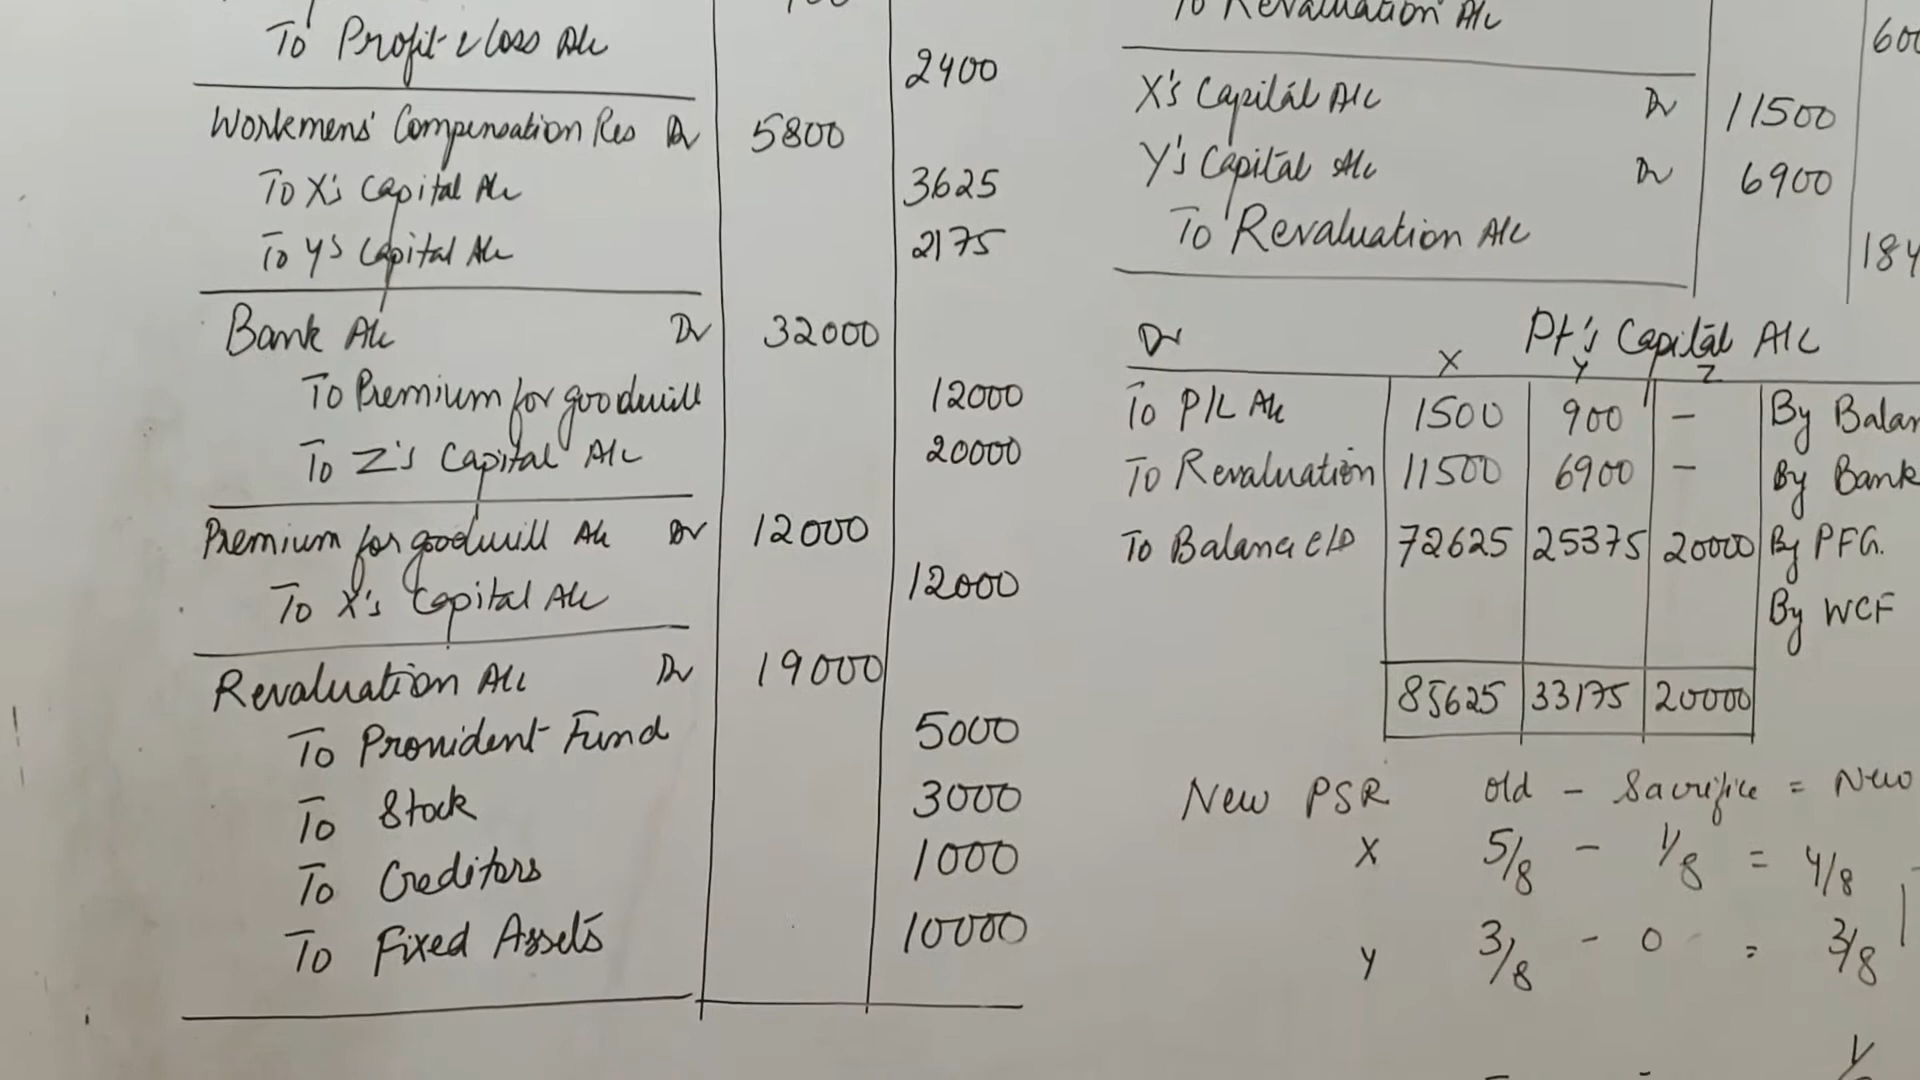 To Profit & loss A/c
2400
Workmens' Compensation Res Dr 5800
To X's Capital A/c 3625
To Y's Capital A/c 2175
Bank A/c Dr 32000
To Premium for goodwill 12000
To Z's Capital A/c 20000
Premium for goodwill A/c Dr 12000
To X's Capital A/c 12000
Revaluation A/c Dr 19000
To Provident Fund 5000
To Stock 3000
To Creditors 1000
To Fixed Assets 10000
To Revaluation A/c
600
X's Capital A/c Dr 11500
Y's Capital A/c Dr 6900
To Revaluation A/c
184
Dr Pt's Capital A/c
X Y Z
To P/L A/c 1500 900 - By Balan
To Revaluation 11500 6900 - By Bank
To Balance c/D 72625 25375 20000 By PFG.
By WCF
85625 33175 20000
New PSR Old - Sacrifice = New
X 5/8 - 1/8 = 4/8
Y 3/8 - 0 = 3/8